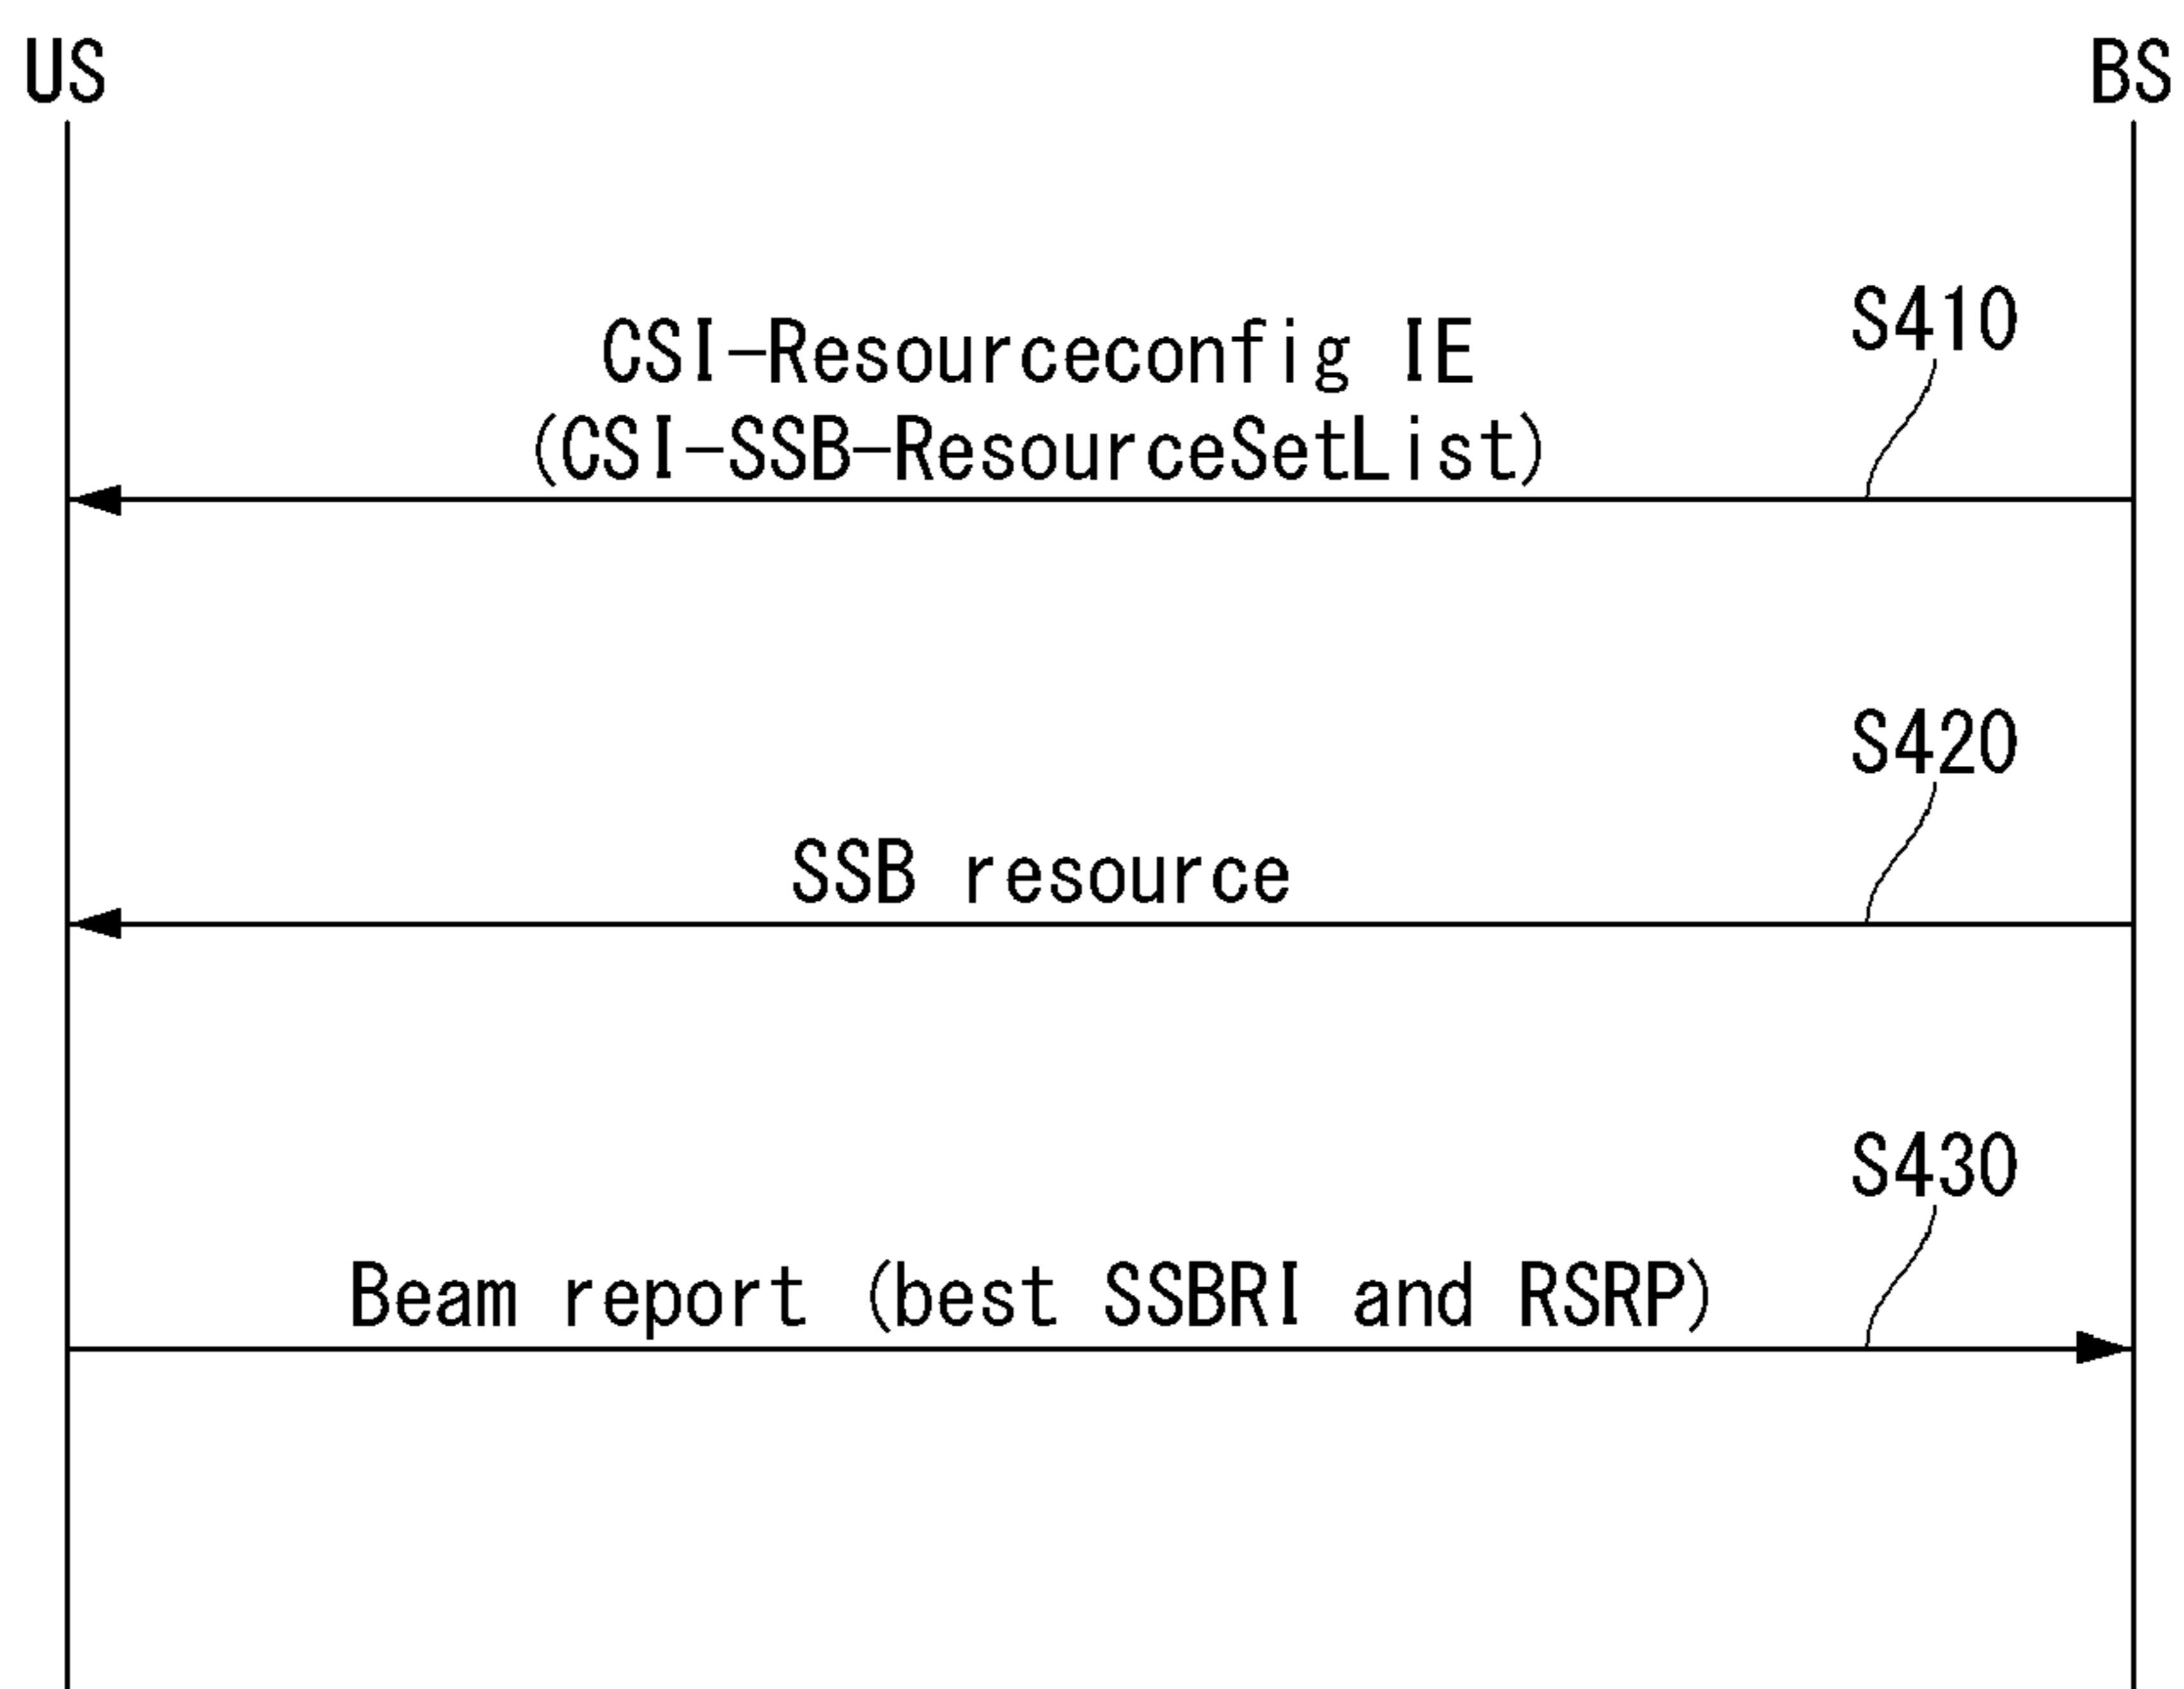 US
BS
S410
CSI-Resourceconfig IE
(CSI-SSB-ResourceSetList)
S420
SSB resource
S430
Beam report (best SSBRI and RSRP)